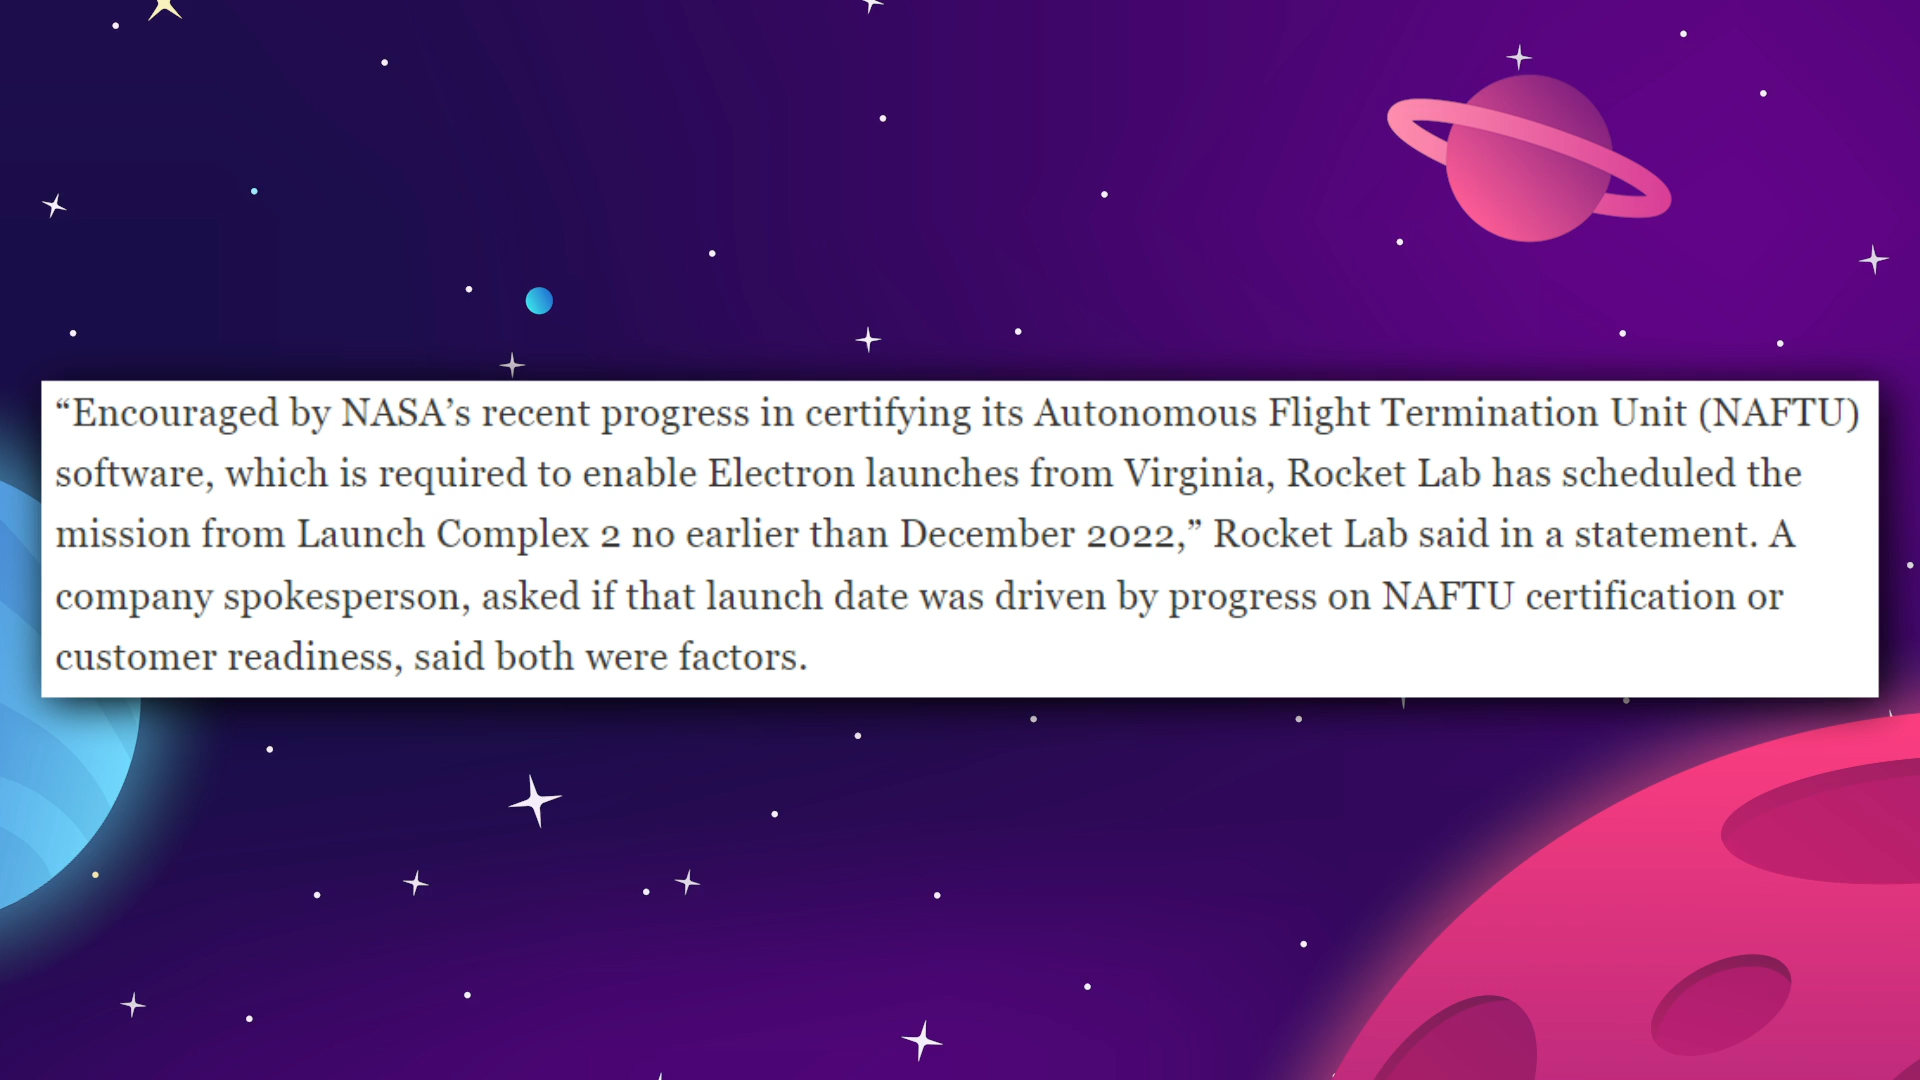 “Encouraged by NASA’s recent progress in certifying its Autonomous Flight Termination Unit (NAFTU)
software, which is required to enable Electron launches from Virginia, Rocket Lab has scheduled the
mission from Launch Complex 2 no earlier than December 2022,” Rocket Lab said in a statement. A
company spokesperson, asked if that launch date was driven by progress on NAFTU certification or
customer readiness, said both were factors.